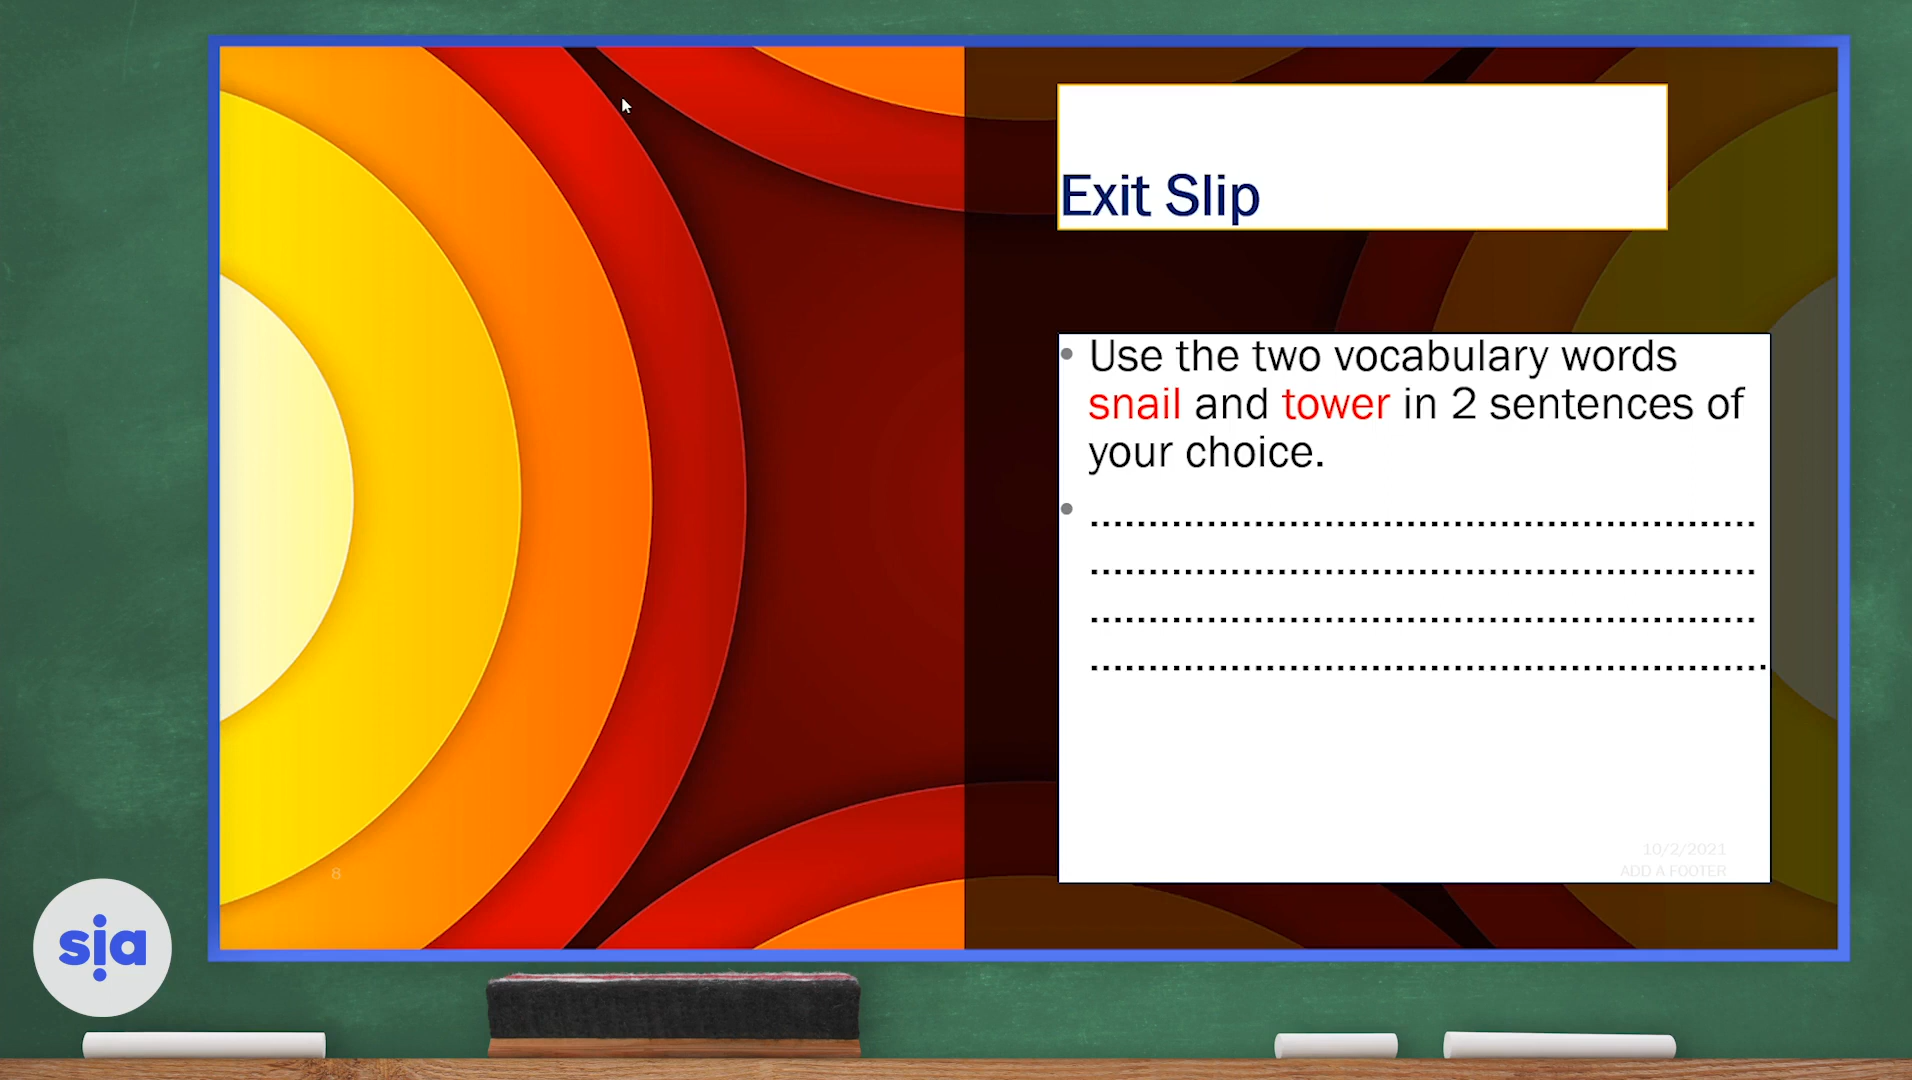 Exit Slip
• Use the two vocabulary words
snail and tower in 2 sentences of
your choice.
• .........................................................
.........................................................
.........................................................
..........................................................
10/2/2021
ADD A FOOTER
8
sia